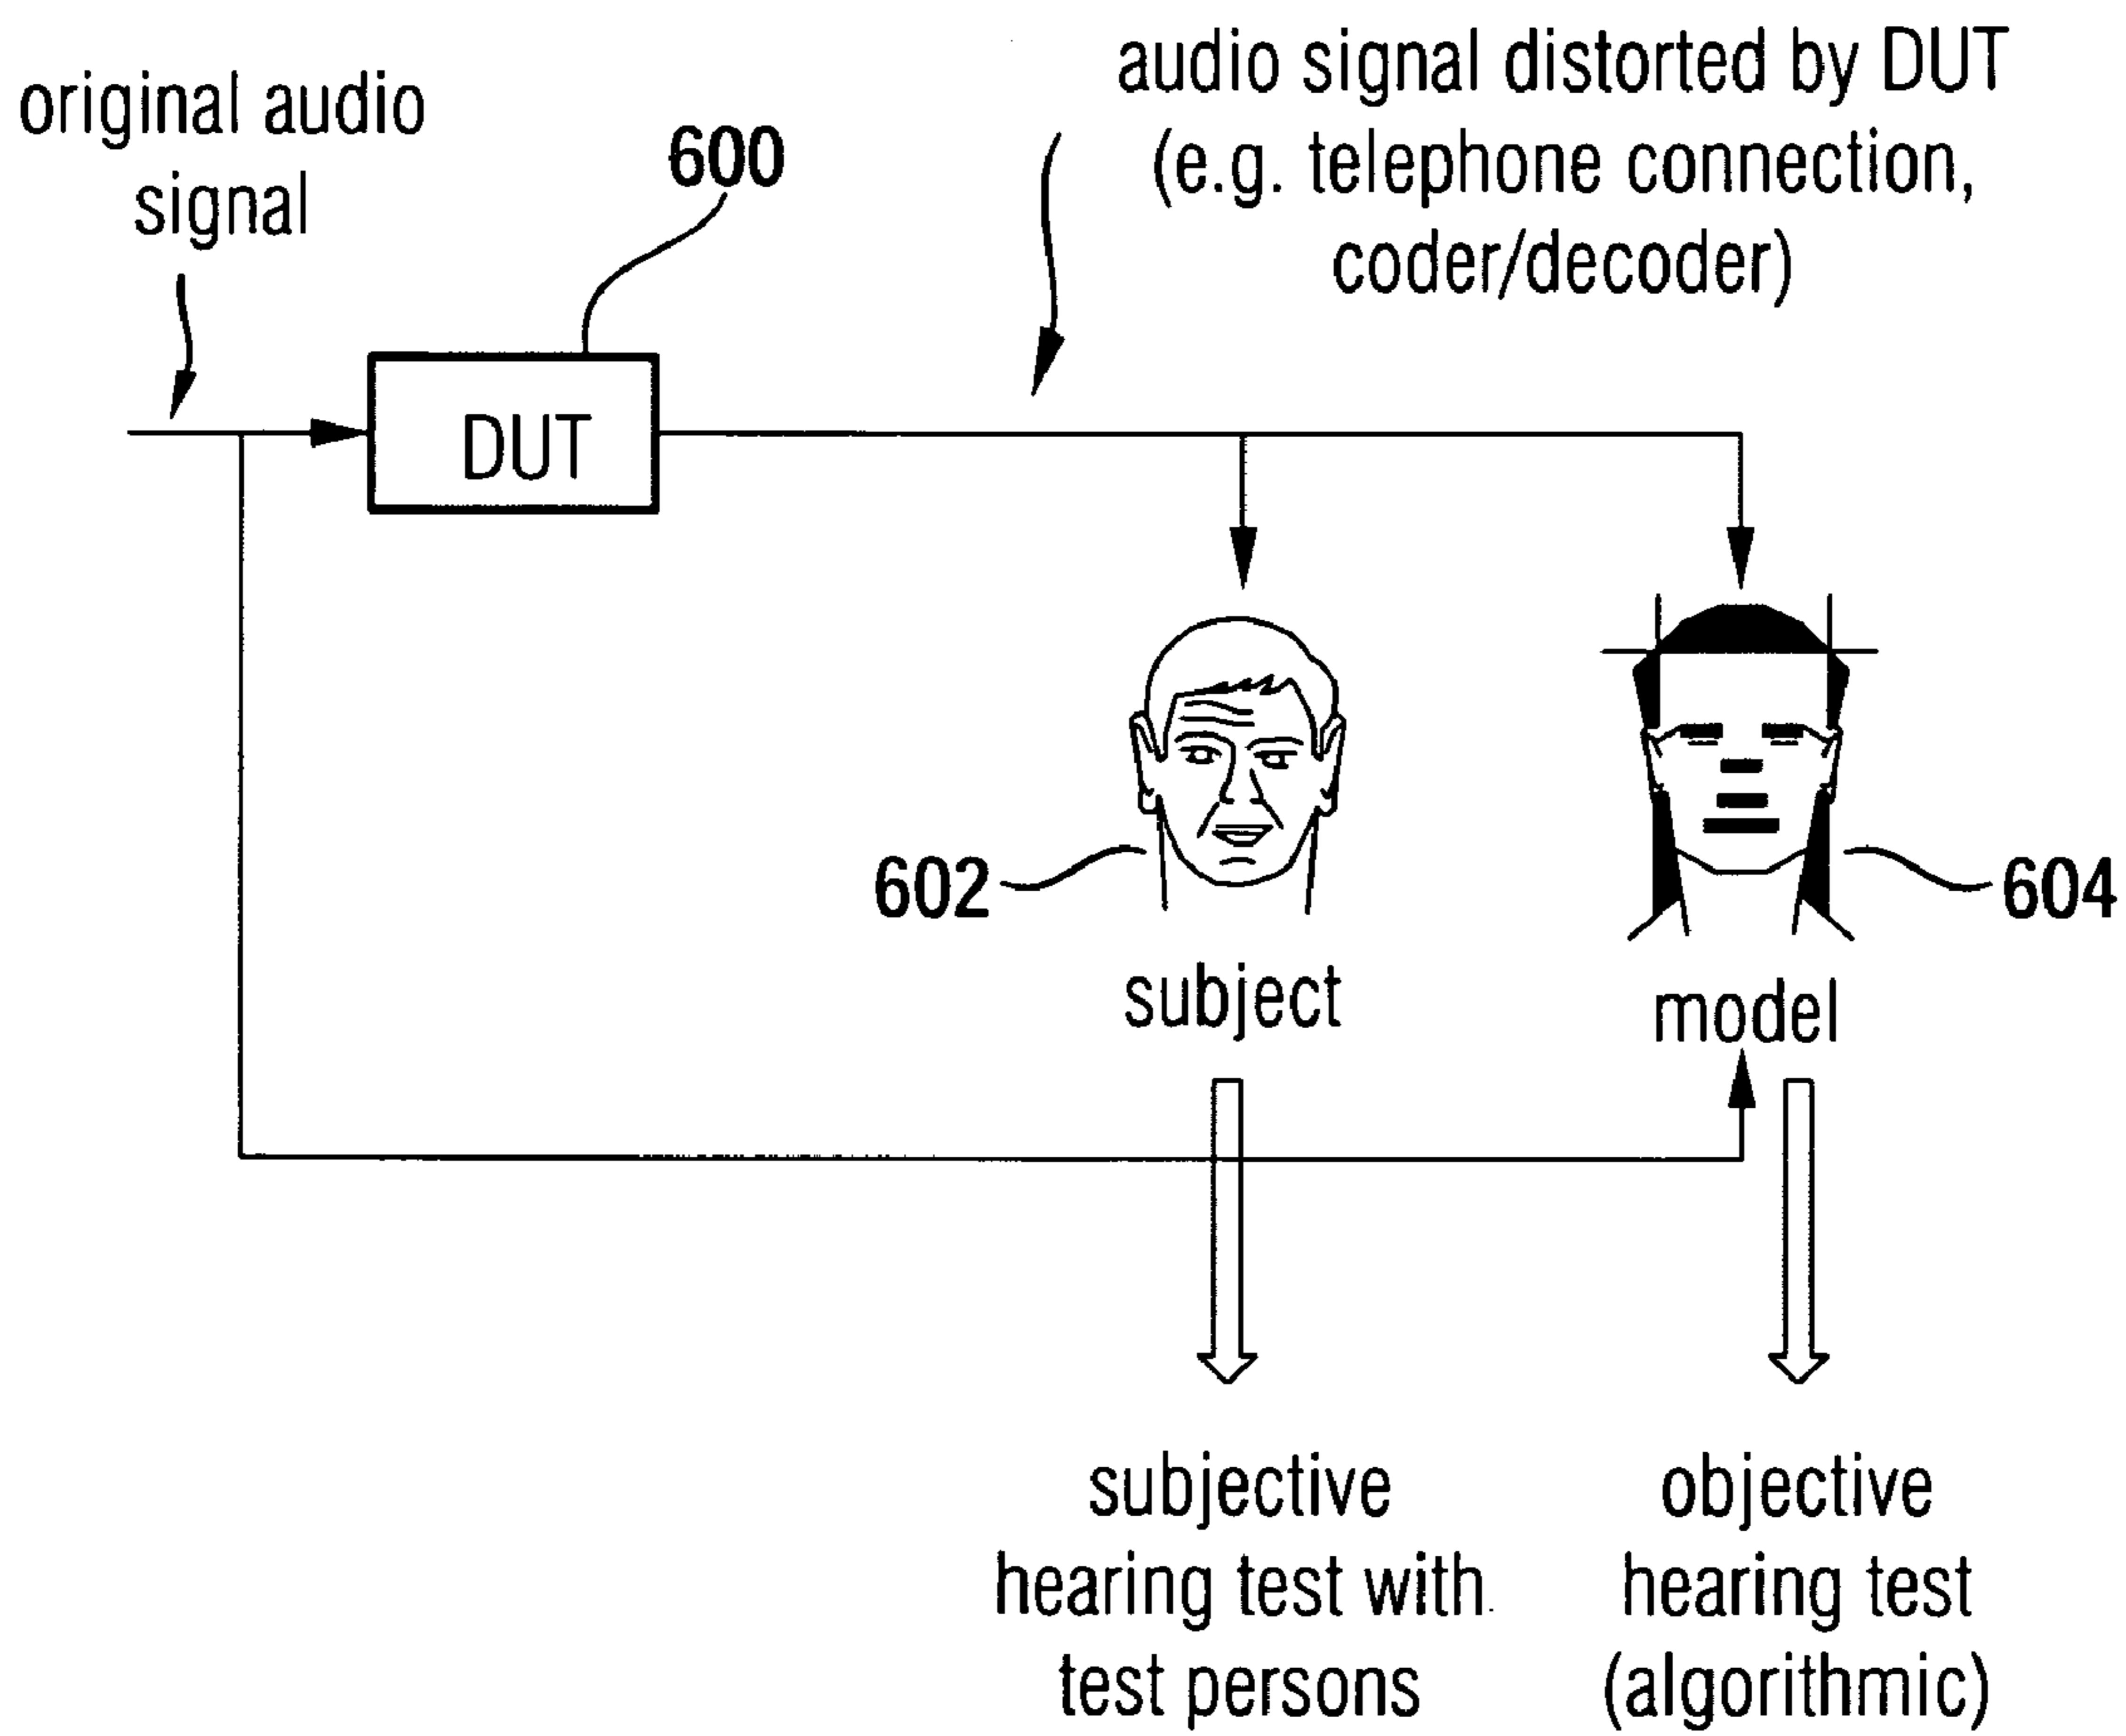 original audio
signal
600
audio signal distorted by DUT
(e.g. telephone connection,
coder/decoder)
DUT
602
604
subject
model
subjective
hearing test with
test persons
objective
hearing test
(algorithmic)